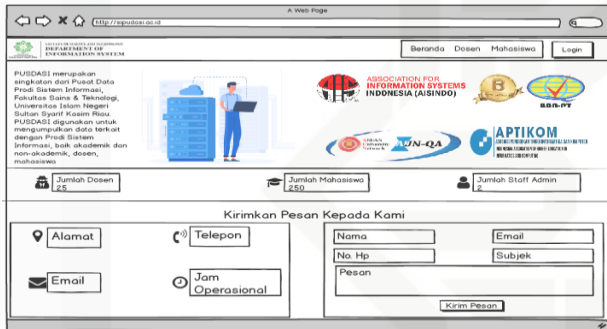 A Web Page
http://sipudasi.ac.id
DEPARTMENT OF
INFORMATION SYSTEM
Beranda Dosen Mahasiswa
Login
PUSDASI merupakan
singkatan dari Pusat Data
Prodi Sistem Informasi,
Fakultas Sains & Teknologi,
Universitas Islam Negeri
Sultan Syarif Kasim Riau.
PUSDASI digunakan untuk
mengumpulkan data terkait
dengan Prodi Sistem
Informasi, baik akademik dan
non-akademik, dosen,
mahasiswa
ASSOCIATION FOR
INFORMATION SYSTEMS
INDONESIA (AISINDO)
B
BAN-PT
AUN-QA
APTIKOM
Jumlah Dosen
25
Jumlah Mahasiswa
250
Jumlah Staff Admin
2
Kirimkan Pesan Kepada Kami
Alamat
Telepon
Email
Jam
Operasional
Nama
Email
No. Hp
Subjek
Pesan
Kirim Pesan